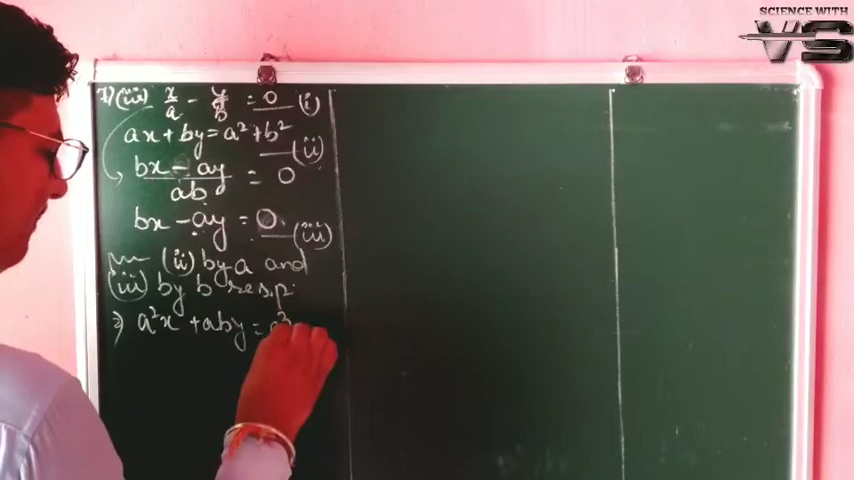 SCIENCE WITH
VS
7) (iii) x/a - y/b = 0 — (i)
ax + by = a² + b²
— (ii)
bx - ay / ab = 0
bx - ay = 0
— (iii)
(ii) by a and
(iii) by b resp.
⇒ a²x + aby = a³